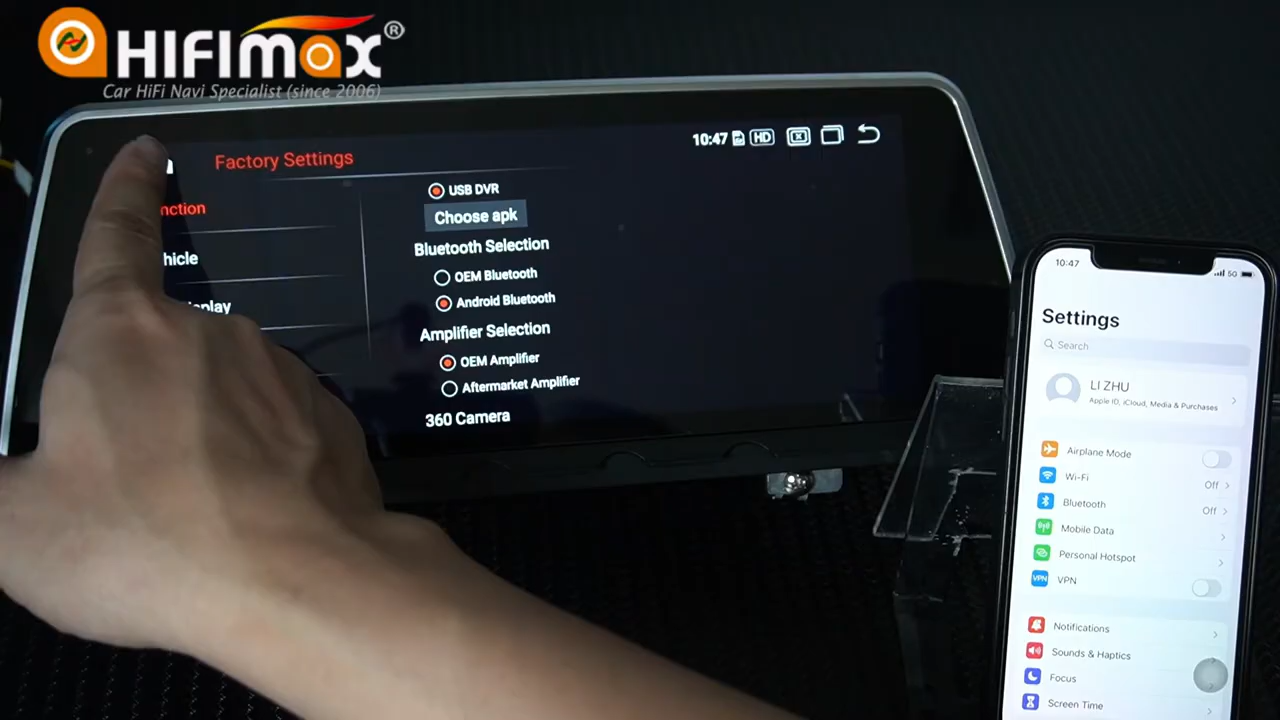 HIFIMAX®
Car HiFi Navi Specialist (since 2006)
10:47 HD
Factory Settings
USB DVR
Choose apk
Bluetooth Selection
OEM Bluetooth
Android Bluetooth
Amplifier Selection
OEM Amplifier
Aftermarket Amplifier
360 Camera
10:47 5G
Settings
Search
LI ZHU
Apple ID, iCloud, Media & Purchases
Airplane Mode
Wi-Fi Off
Bluetooth Off
Mobile Data
Personal Hotspot
VPN VPN
Notifications
Sounds & Haptics
Focus
Screen Time